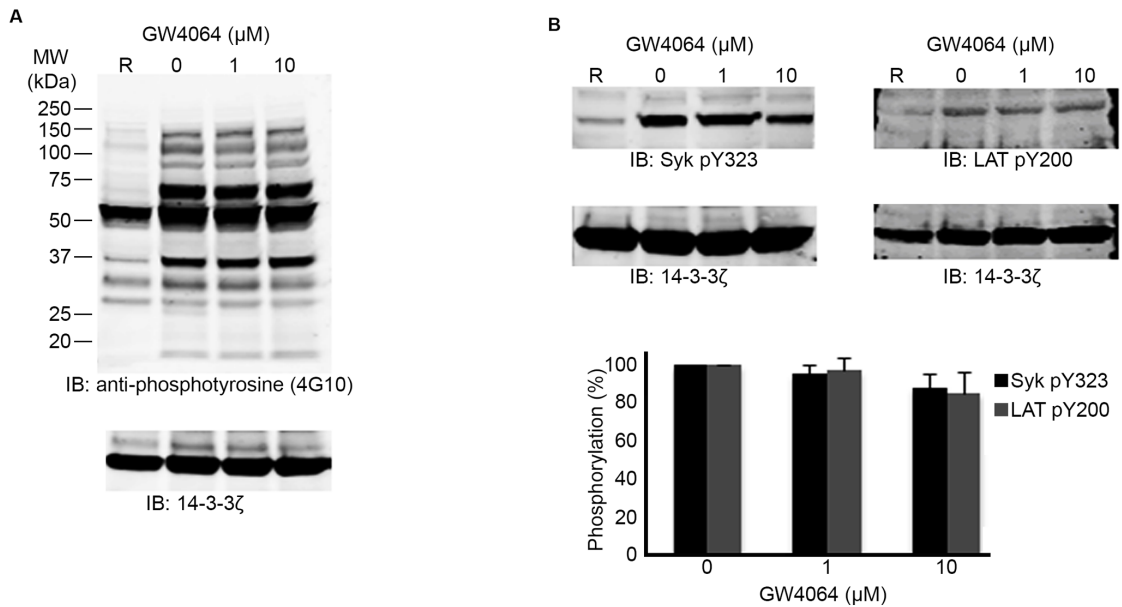 A
GW4064 (μM)
MW
(kDa)
R 0 1 10
250
150
100
75
50
37
25
20
IB: anti-phosphotyrosine (4G10)
IB: 14-3-3ζ
B
GW4064 (μM)
R 0 1 10
IB: Syk pY323
IB: 14-3-3ζ
GW4064 (μM)
R 0 1 10
IB: LAT pY200
IB: 14-3-3ζ
Phosphorylation (%)
100
80
60
40
20
0
0 1 10
GW4064 (μM)
Syk pY323
LAT pY200